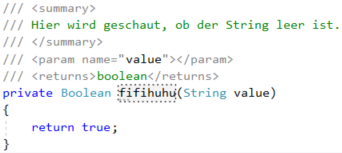 /// <summary>
/// Hier wird geschaut, ob der String leer ist.
/// </summary>
/// <param name="value"></param>
/// <returns>boolean</returns>
private Boolean fifihuhu(String value)
{
    return true;
}